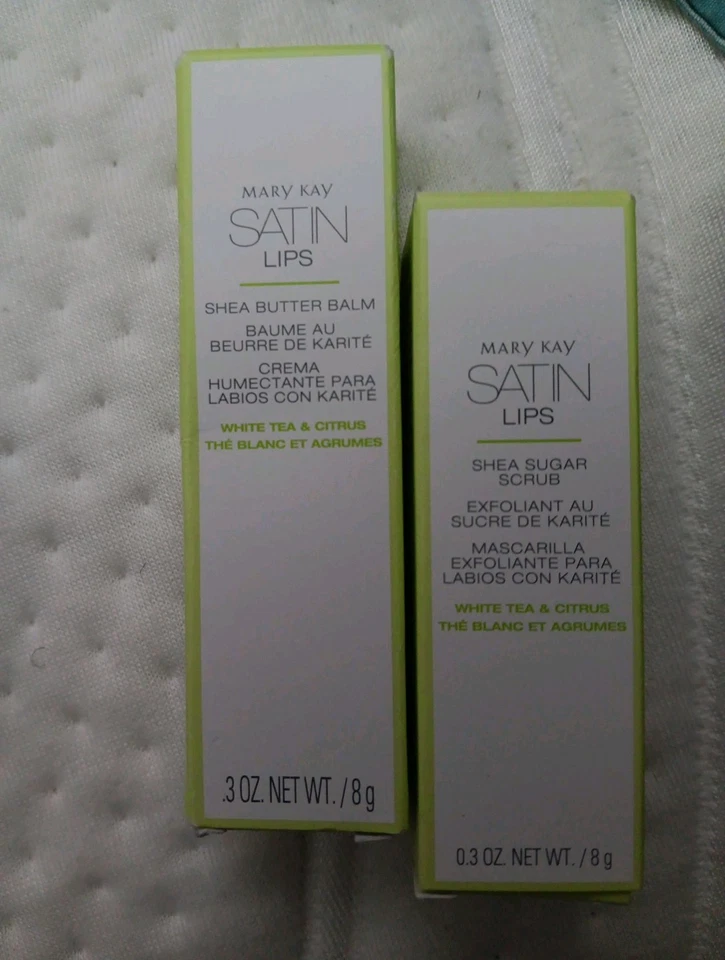 MARY KAY
SATIN
LIPS
SHEA BUTTER BALM
BAUME AU
BEURRE DE KARITÉ
CREMA
HUMECTANTE PARA
LABIOS CON KARITÉ
WHITE TEA & CITRUS
THÉ BLANC ET AGRUMES
.3 OZ. NET WT. / 8 g
MARY KAY
SATIN
LIPS
SHEA SUGAR
SCRUB
EXFOLIANT AU
SUCRE DE KARITÉ
MASCARILLA
EXFOLIANTE PARA
LABIOS CON KARITÉ
WHITE TEA & CITRUS
THÉ BLANC ET AGRUMES
0.3 OZ. NET WT. / 8 g